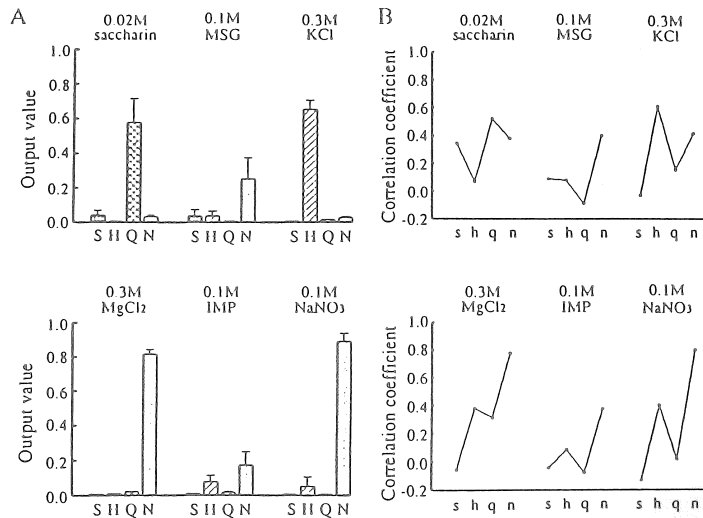 A
0.02M 0.1M 0.3M
saccharin MSG KCl
Output value
1.0
0.8
0.6
0.4
0.2
0.0
S H Q N S H Q N S H Q N
B
0.02M 0.1M 0.3M
saccharin MSG KCl
Correlation coefficient
1.0
0.8
0.6
0.4
0.2
0.0
-0.2
s h q n s h q n s h q n
0.3M 0.1M 0.1M
MgCl2 IMP NaNO3
Output value
1.0
0.8
0.6
0.4
0.2
0.0
S H Q N S H Q N S H Q N
0.3M 0.1M 0.1M
MgCl2 IMP NaNO3
Correlation coefficient
1.0
0.8
0.6
0.4
0.2
0.0
-0.2
s h q n s h q n s h q n